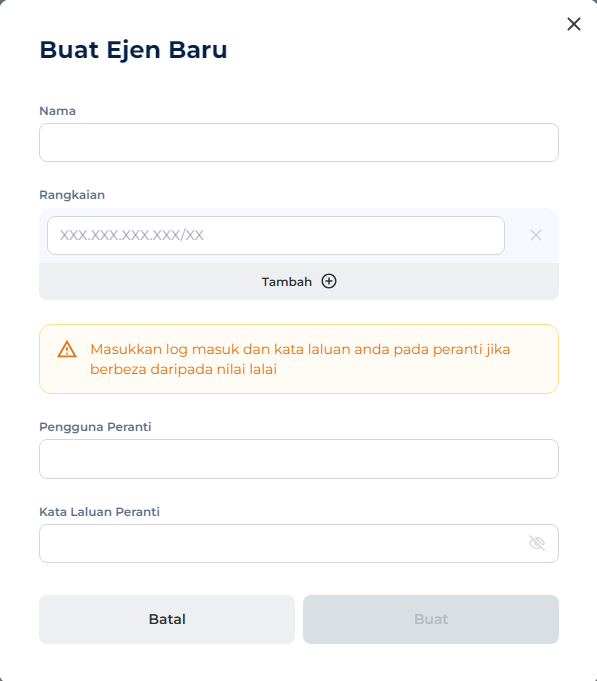 Buat Ejen Baru
Nama
Rangkaian
XXX.XXX.XXX.XXX/XX
Tambah
Masukkan log masuk dan kata laluan anda pada peranti jika
berbeza daripada nilai lalai
Pengguna Peranti
Kata Laluan Peranti
Batal
Buat